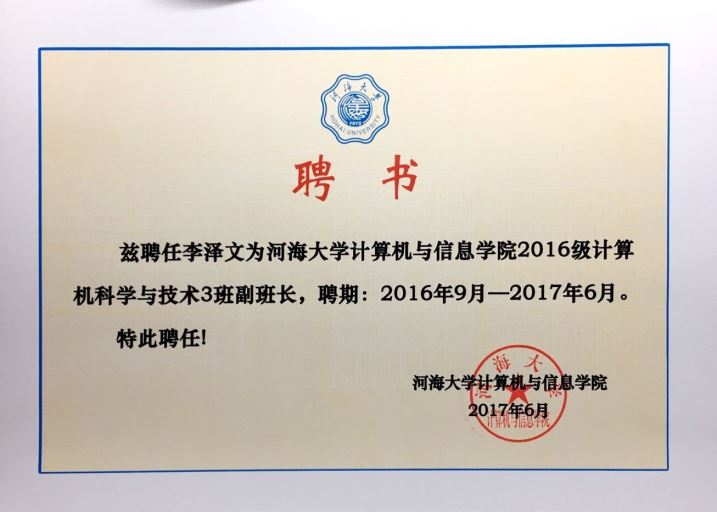 河海大学
HOHAI UNIVERSITY
1915
聘书
兹聘任李泽文为河海大学计算机与信息学院2016级计算
机科学与技术3班副班长，聘期：2016年9月—2017年6月。
特此聘任!
河海大学
河海大学计算机与信息学院
2017年6月
计算机与信息学院